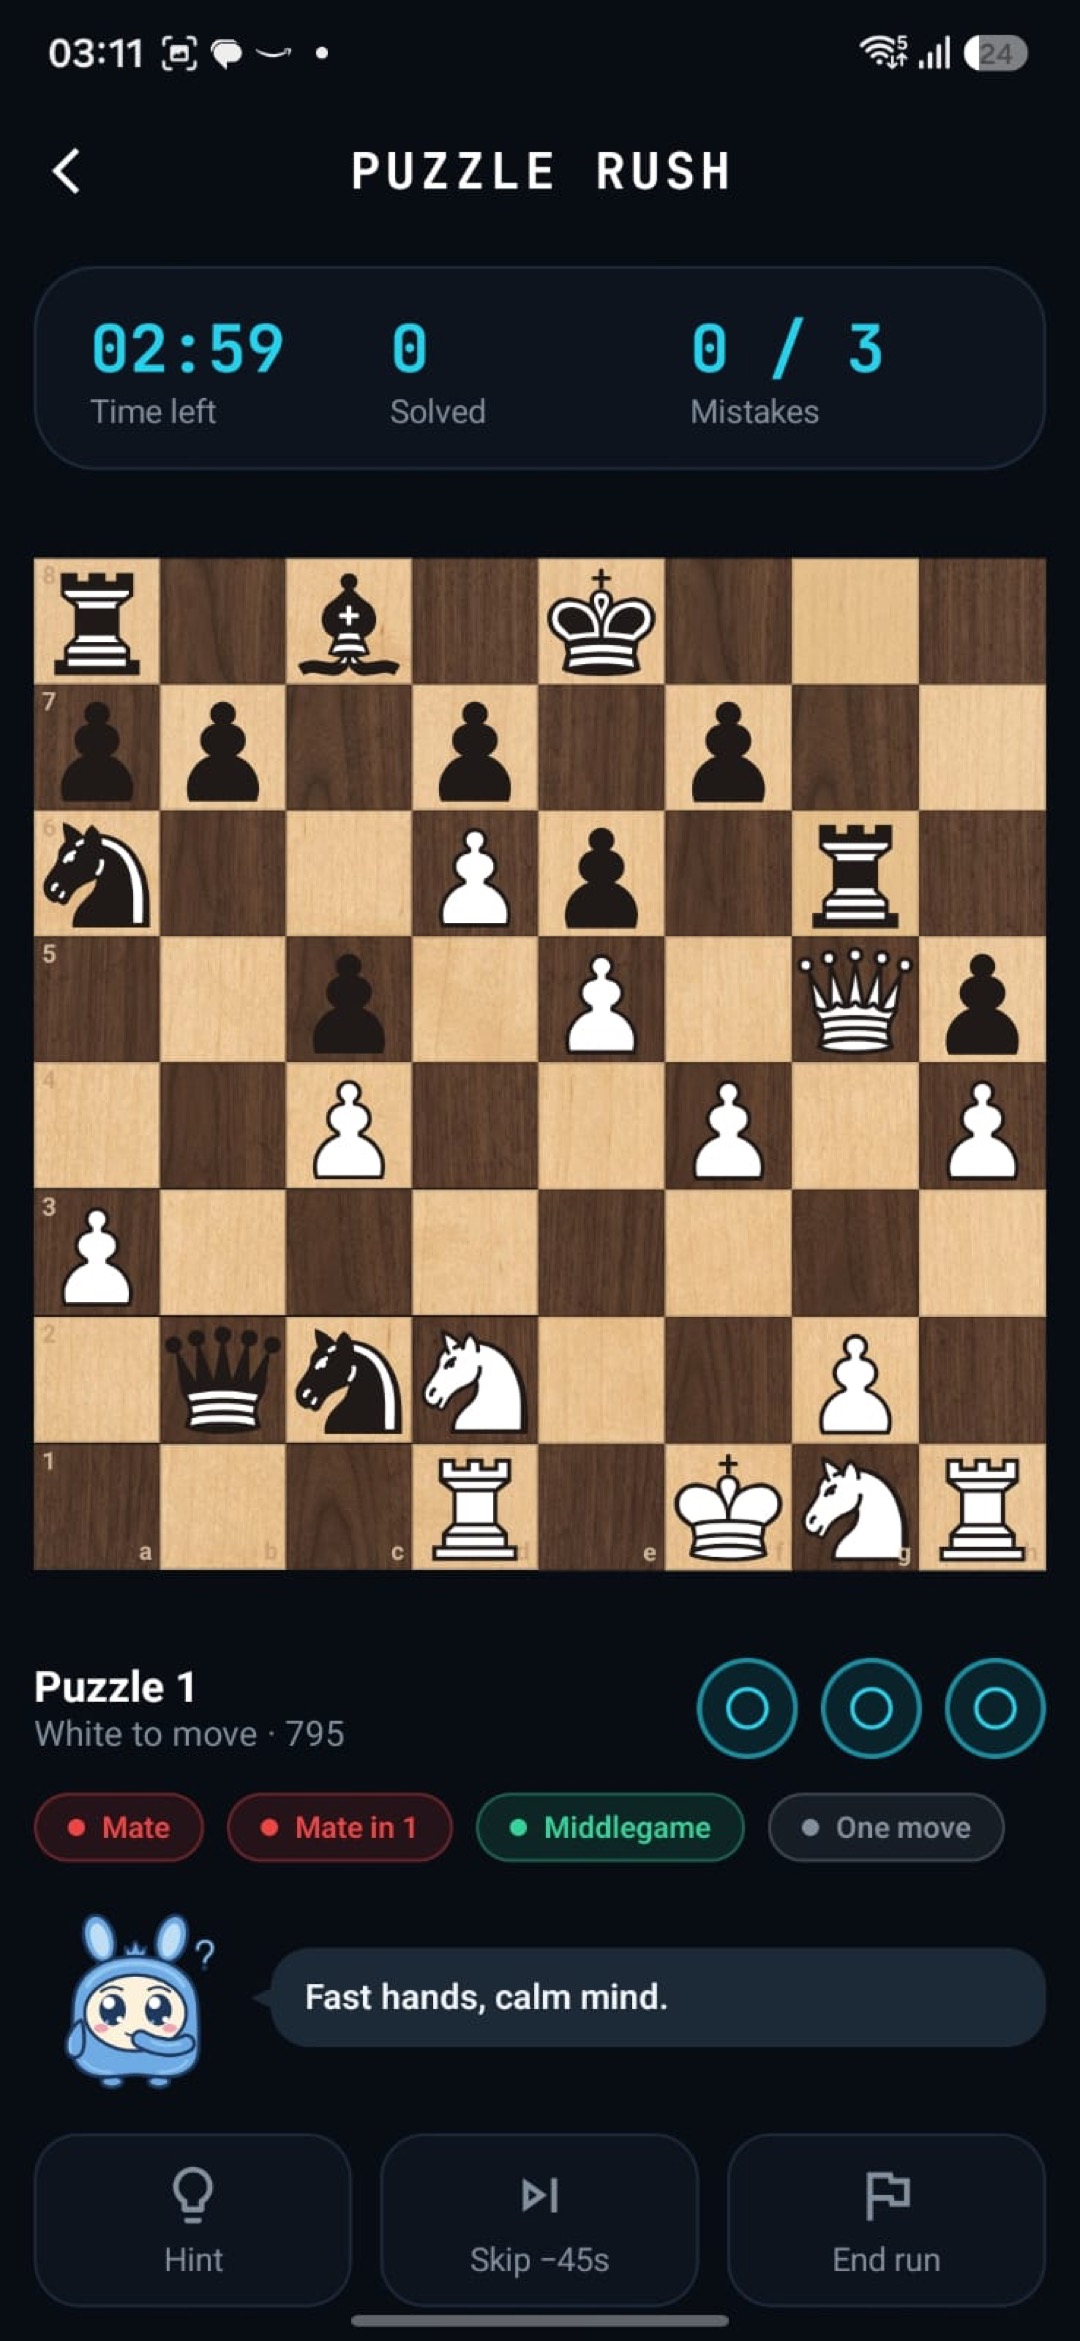 03:11
5
24
PUZZLE RUSH
02:59 0 0 / 3
Time left Solved Mistakes
8
7
6
5
4
3
2
1
a b c d e f g h
Puzzle 1
White to move · 795
Mate Mate in 1 Middlegame One move
?
Fast hands, calm mind.
Hint Skip −45s End run